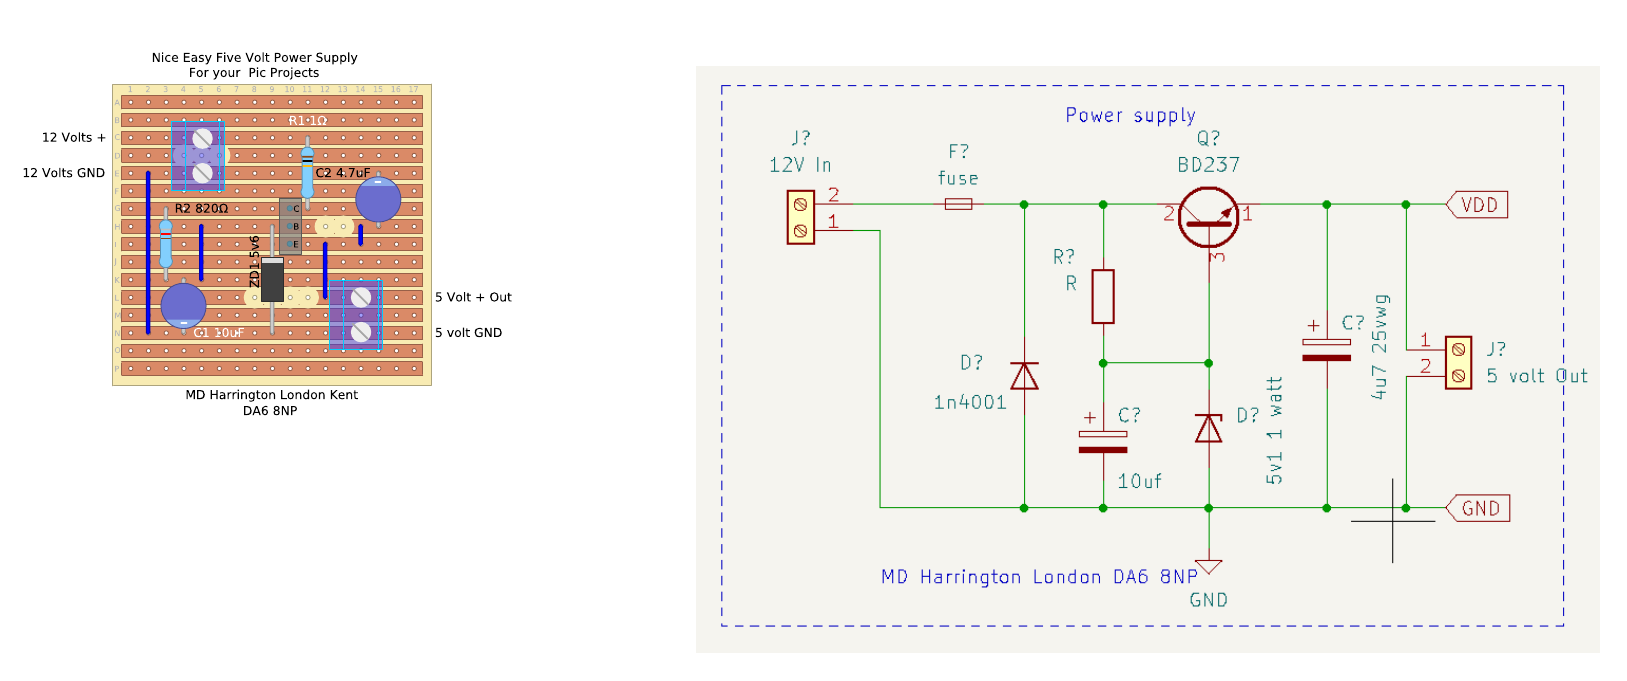 Nice Easy Five Volt Power Supply
For your Pic Projects
1 2 3 4 5 6 7 8 9 10 11 12 13 14 15 16 17
A
B
R1 1Ω
12 Volts +
C
D
12 Volts GND
E
C2 4.7uF
F
G
R2 820Ω
C
H
B
I
E
J
ZD1 5v6
K
L
5 Volt + Out
M
N
C1 10uF
5 volt GND
O
P
MD Harrington London Kent
DA6 8NP
Power supply
J?
12V In
2
1
F?
fuse
Q?
BD237
2
1
3
VDD
R?
R
D?
1n4001
C?
+
10uf
D?
5v1 1 watt
C?
+
4u7 25vwg
1
2
J?
5 volt Out
GND
MD Harrington London DA6 8NP
GND